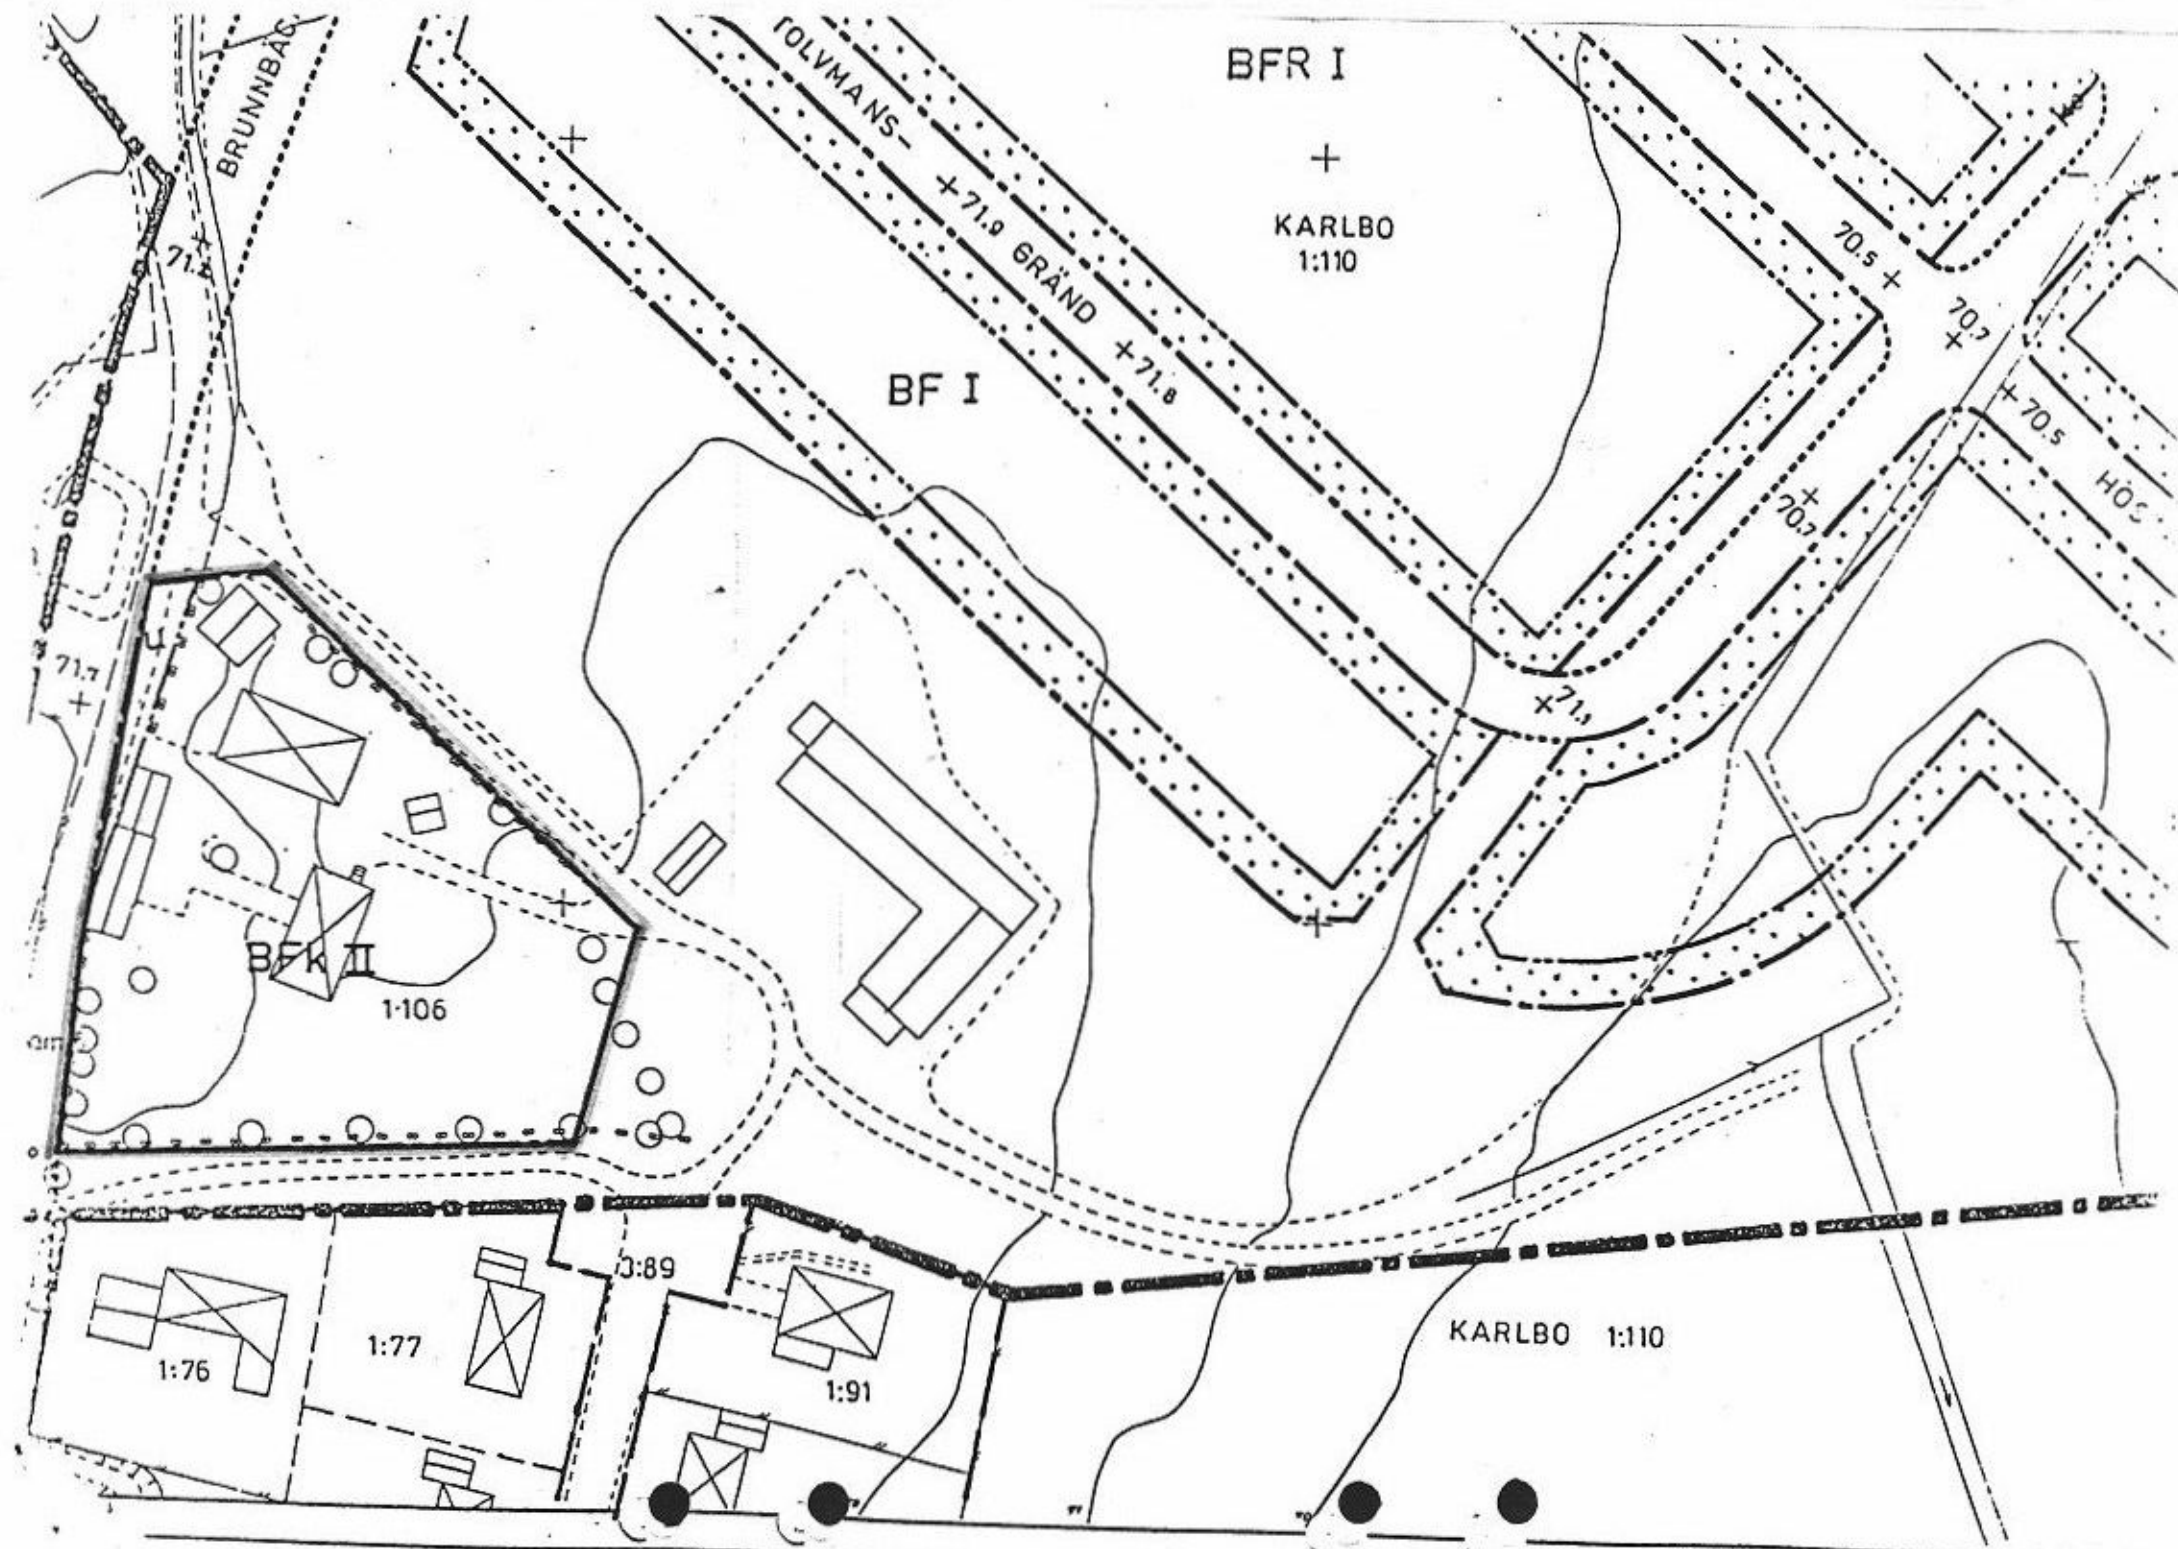 BRUNNBÄC
TOLVMANS-
GRÄND
BFR I
KARLBO
1:110
71.9
71.8
70.5
70.7
70.5
HÖS
70.7
71.1
BF I
71.7
BFK II
1·106
3:89
1:76
1:77
1:91
KARLBO 1:110